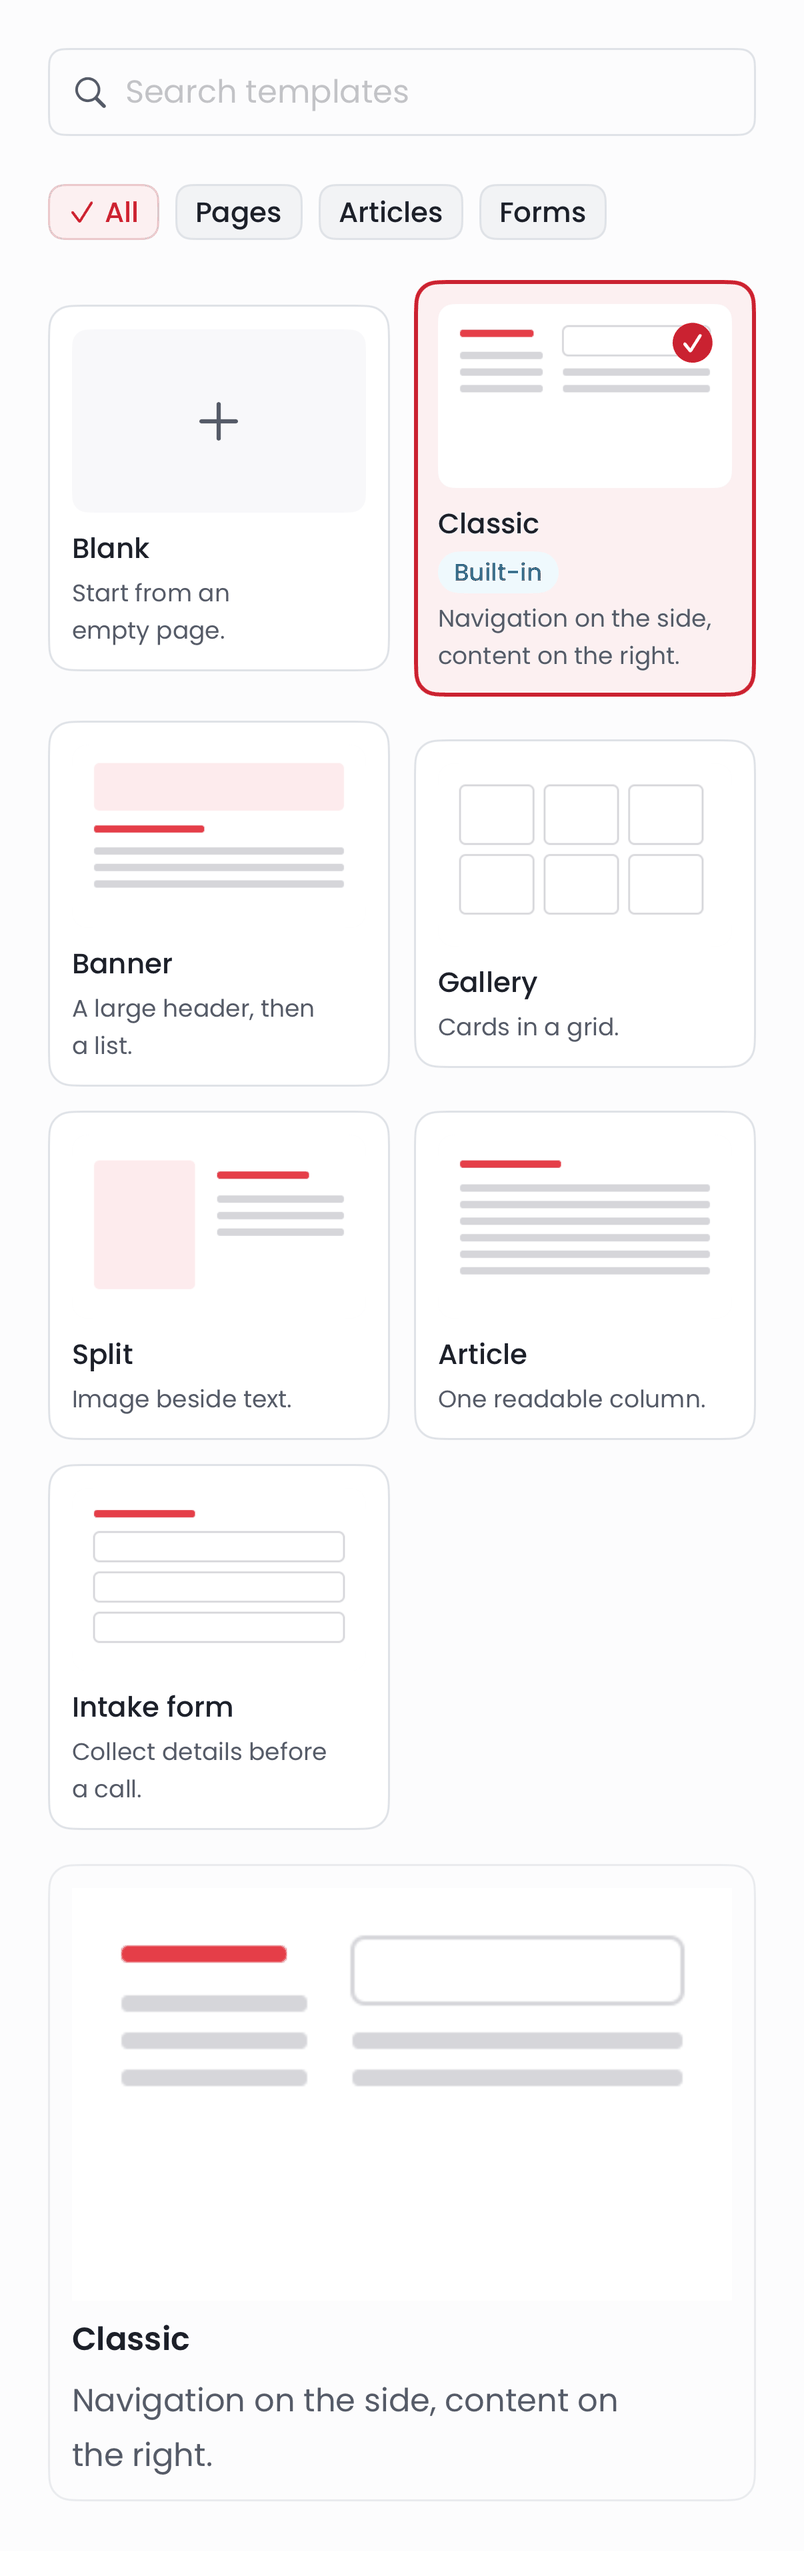 Search templates
All
Pages
Articles
Forms
Blank
Start from an
empty page.
Classic
Built-in
Navigation on the side,
content on the right.
Banner
A large header, then
a list.
Gallery
Cards in a grid.
Split
Image beside text.
Article
One readable column.
Intake form
Collect details before
a call.
Classic
Navigation on the side, content on
the right.